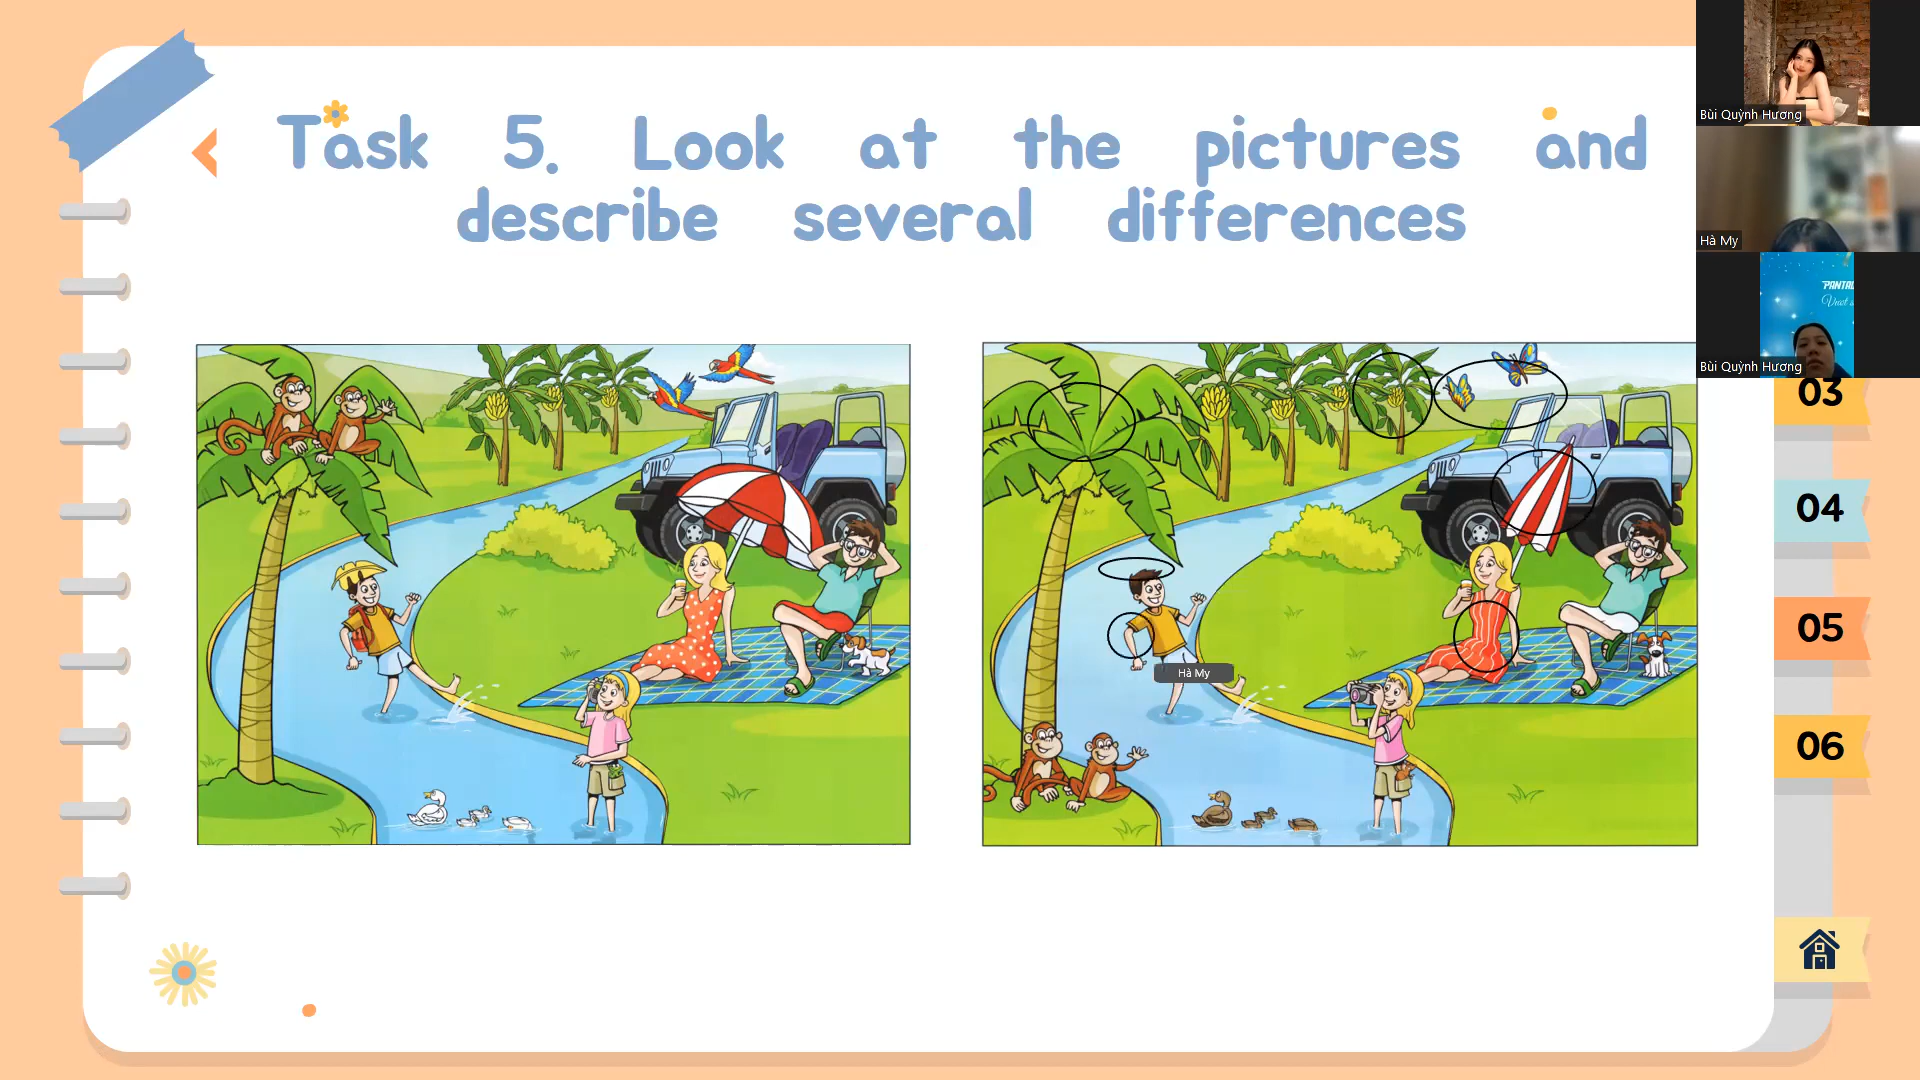 Task 5. Look at the pictures and
describe several differences
Bùi Quỳnh Hương
Hà My
PANTA
Bùi Quỳnh Hương
03
04
05
06
Hà My